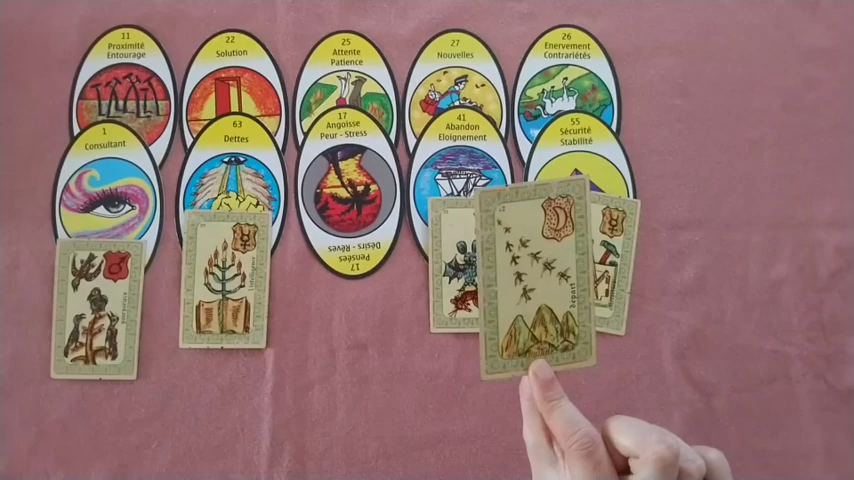 11
Proximité
Entourage
22
Solution
25
Attente
Patience
27
Nouvelles
26
Enervement
Contrariétés
1
Consultant
63
Dettes
17
Angoisse
Peur - Stress
17
Pensées
Désirs - Rêves
41
Abandon
Eloignement
55
Sécurité
Stabilité
depart